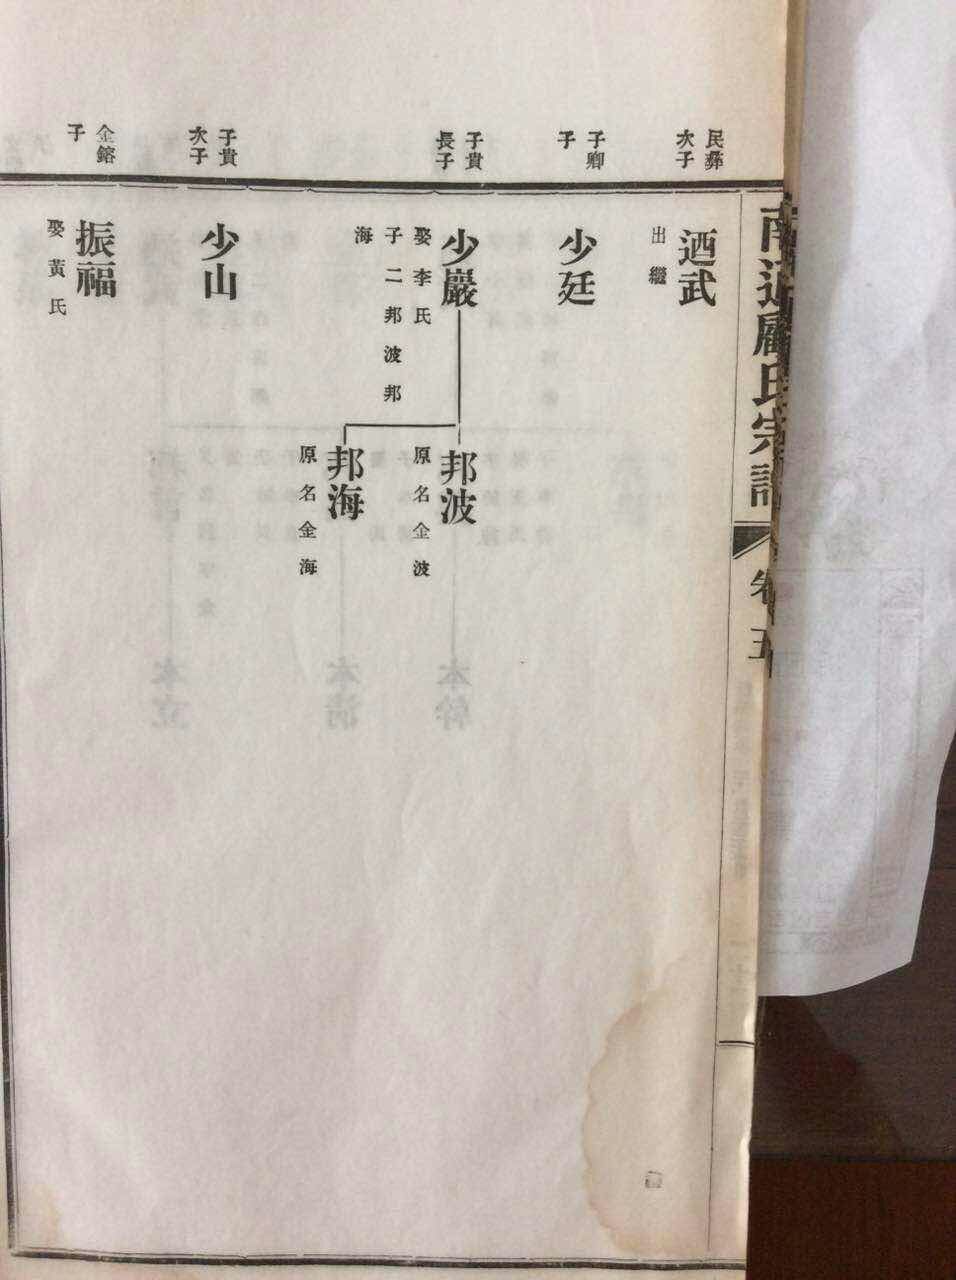 南匯顧氏宗譜
卷五
民彝
次子
迺武
出繼
子卿
子
少廷
子貴
長子
少巖
娶李氏
子二邦波邦
海
邦波
原名金波
邦海
原名金海
子貴
次子
少山
金鎔
子
振福
娶黃氏